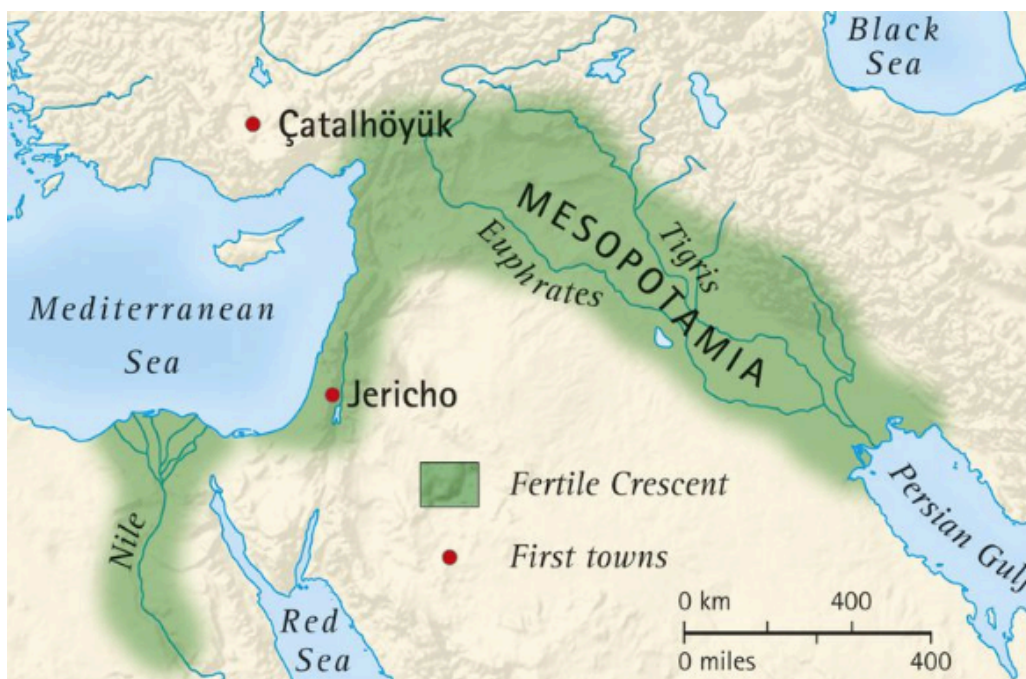 Black
Sea
Çatalhöyük
MESOPOTAMIA
Tigris
Euphrates
Mediterranean
Sea
Jericho
Fertile Crescent
Nile
First towns
Persian Gulf
Red
Sea
0 km 400
0 miles 400